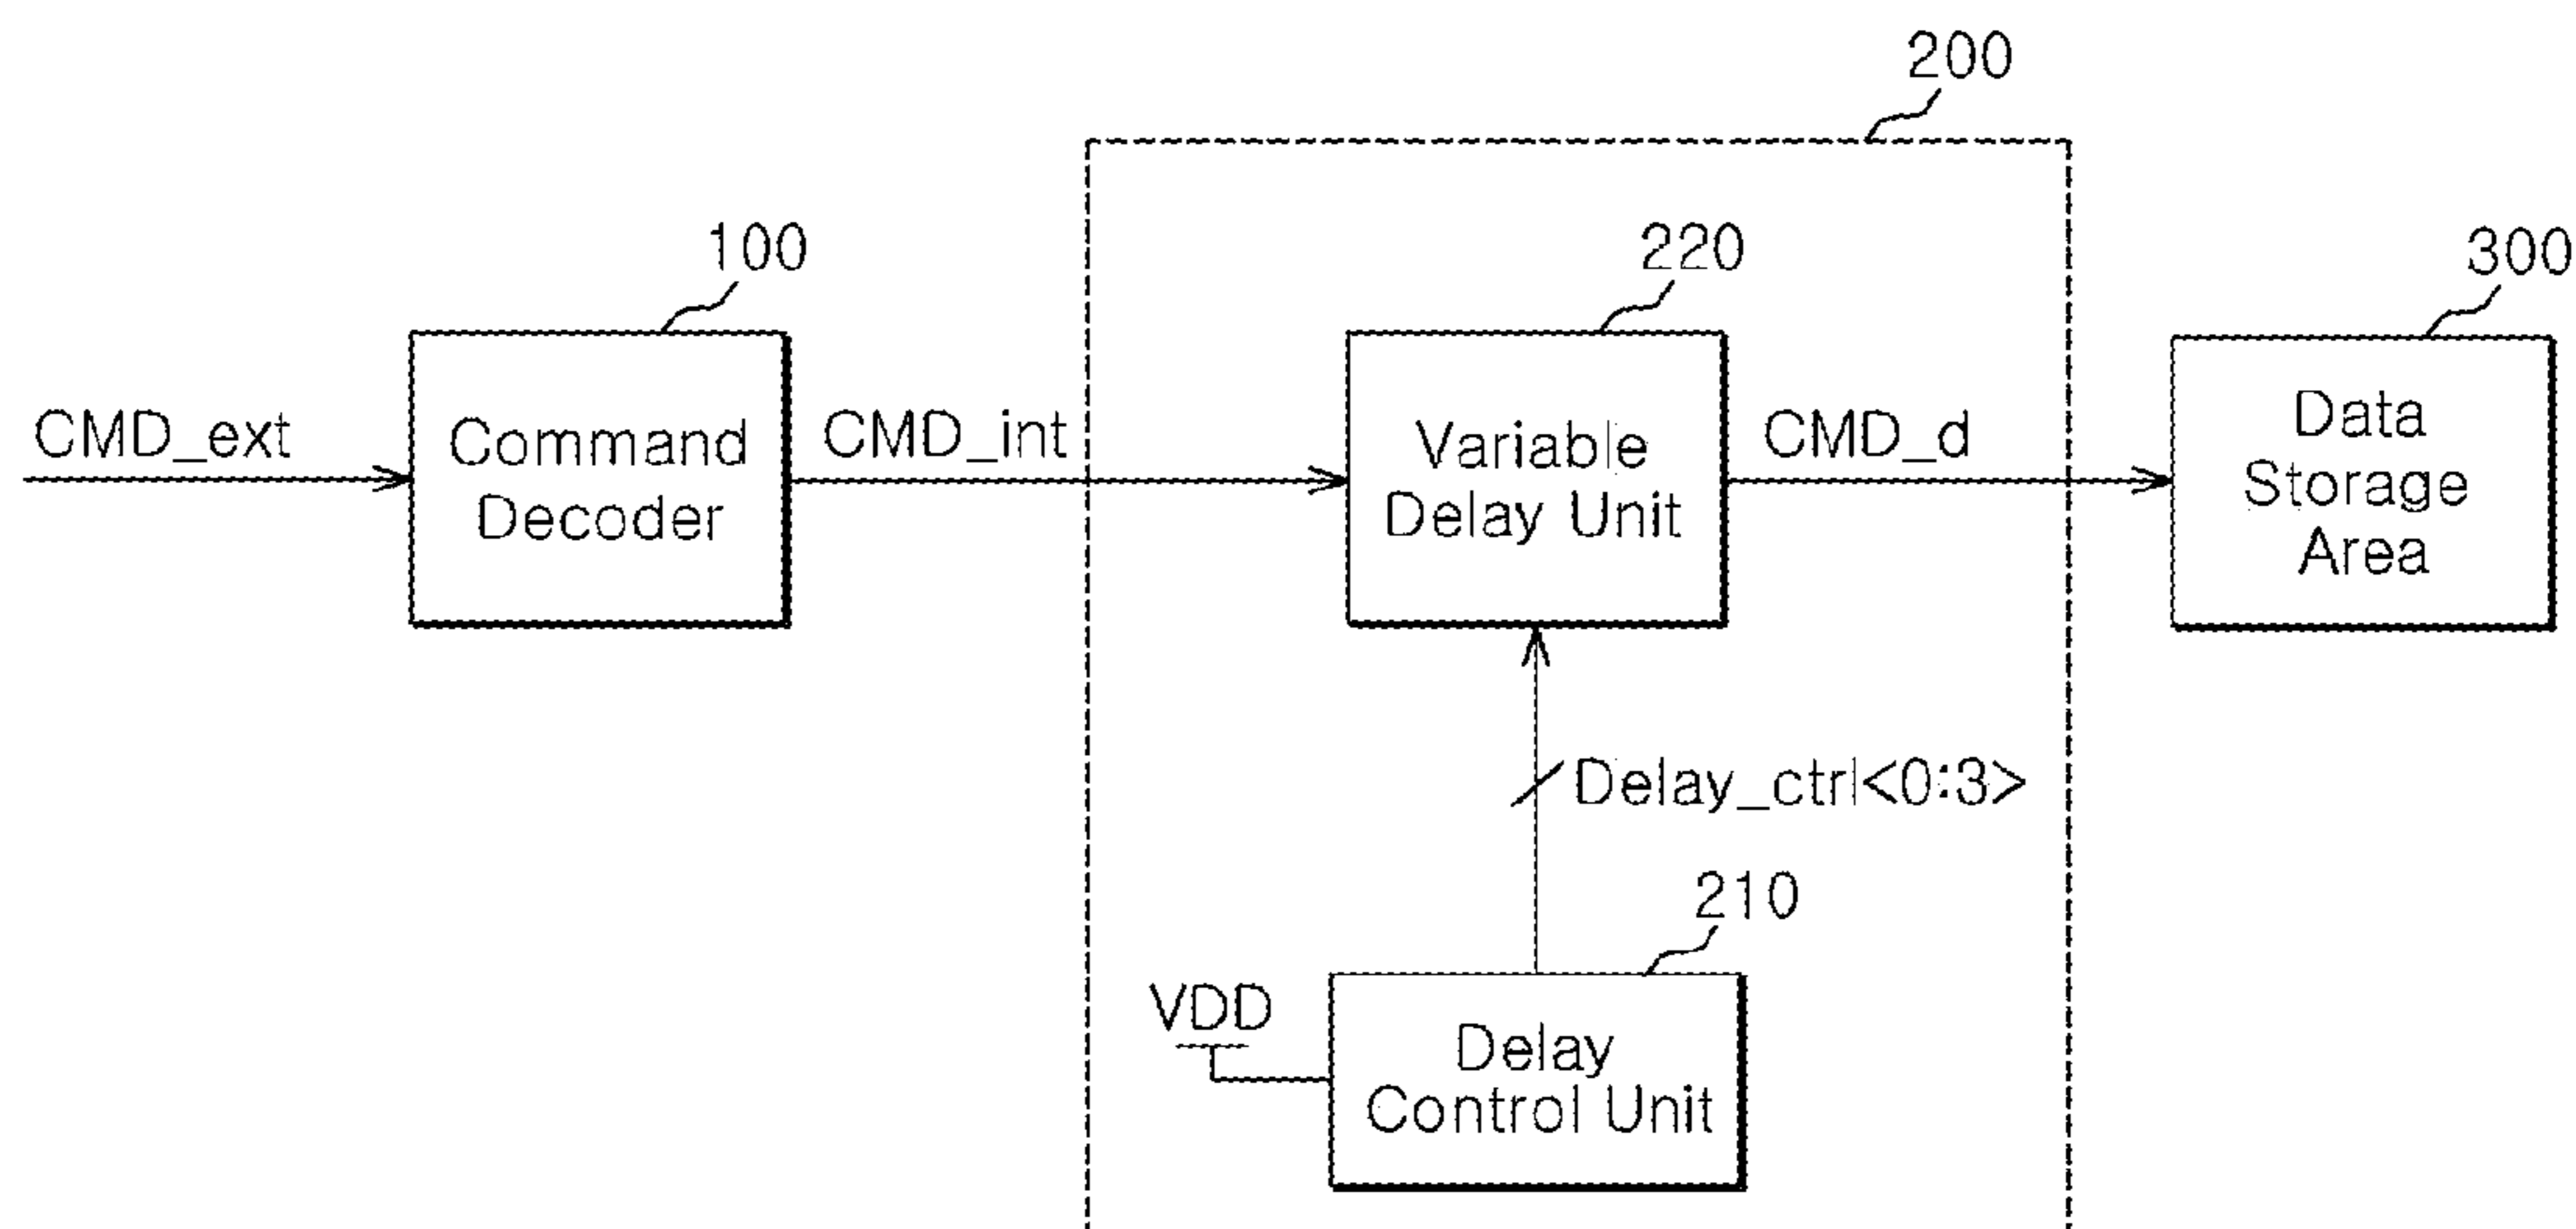 200
100
220
300
CMD_ext
Command
Decoder
CMD_int
Variable
Delay Unit
CMD_d
Data
Storage
Area
Delay_ctrl<0:3>
210
VDD
Delay
Control Unit